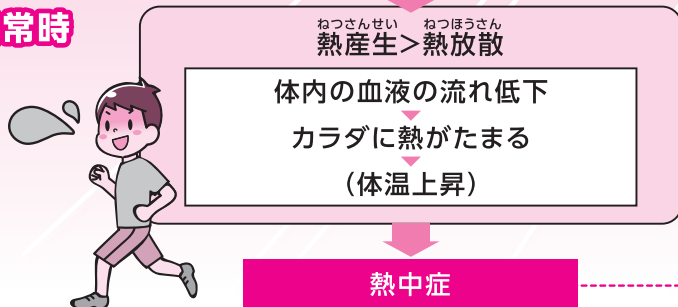 常時
ねつさんせい ねつほうさん
熱産生＞熱放散
体内の血液の流れ低下
カラダに熱がたまる
（体温上昇）
熱中症